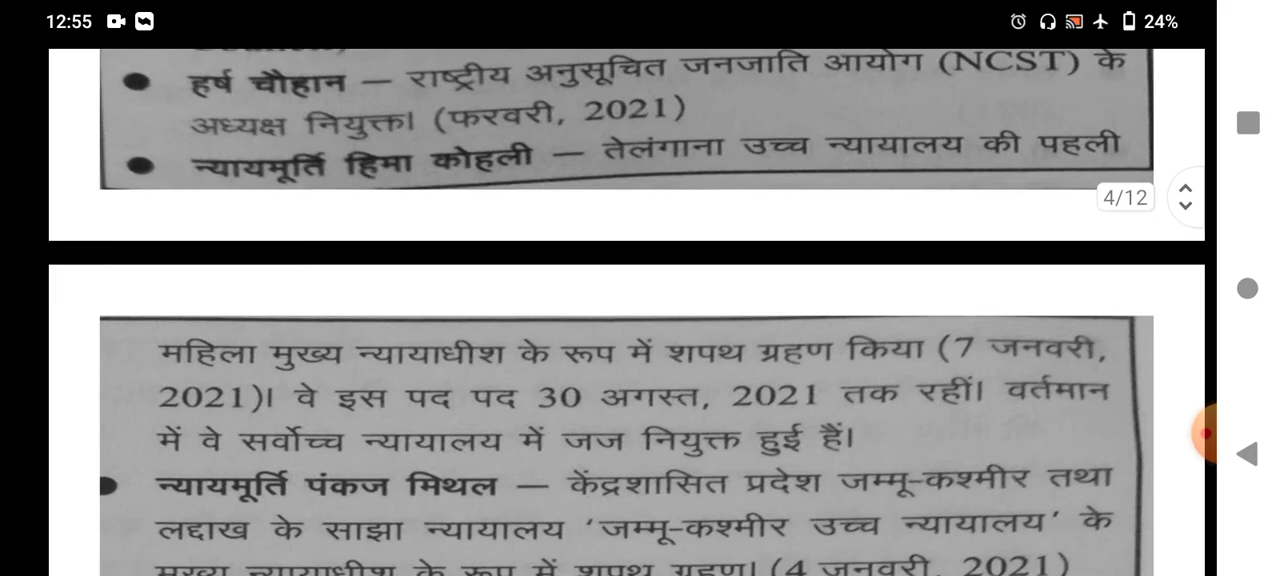 12:55
24%
हर्ष चौहान — राष्ट्रीय अनुसूचित जनजाति आयोग (NCST) के
अध्यक्ष नियुक्त। (फरवरी, 2021)
न्यायमूर्ति हिमा कोहली — तेलंगाना उच्च न्यायालय की पहली
4/12
महिला मुख्य न्यायाधीश के रूप में शपथ ग्रहण किया (7 जनवरी,
2021)। वे इस पद पद 30 अगस्त, 2021 तक रहीं। वर्तमान
में वे सर्वोच्च न्यायालय में जज नियुक्त हुई हैं।
न्यायमूर्ति पंकज मिथल — केंद्रशासित प्रदेश जम्मू-कश्मीर तथा
लद्दाख के साझा न्यायालय 'जम्मू-कश्मीर उच्च न्यायालय' के
मुख्य न्यायाधीश के रूप में शपथ ग्रहण। (4 जनवरी, 2021)